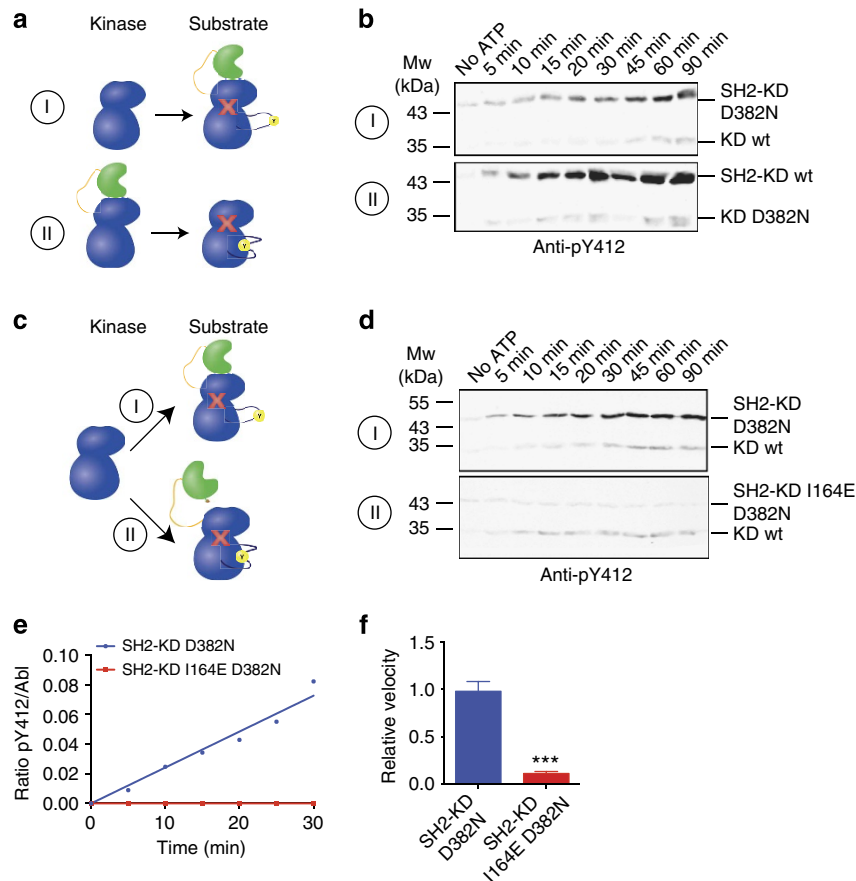 a
Kinase Substrate
I
Y
II
Y
b
Mw
(kDa)
No ATP 5 min 10 min 15 min 20 min 30 min 45 min 60 min 90 min
I
43
35
SH2-KD
D382N
KD wt
II
43
35
SH2-KD wt
KD D382N
Anti-pY412
c
Kinase Substrate
I
Y
II
Y
d
Mw
(kDa)
No ATP 5 min 10 min 15 min 20 min 30 min 45 min 60 min 90 min
I
55
43
35
SH2-KD
D382N
KD wt
II
43
35
SH2-KD I164E
D382N
KD wt
Anti-pY412
e
SH2-KD D382N
SH2-KD I164E D382N
Ratio pY412/Abl
0.10
0.08
0.06
0.04
0.02
0.00
0 10 20 30
Time (min)
f
Relative velocity
1.5
1.0
0.5
0.0
***
SH2-KD
D382N
SH2-KD
I164E D382N